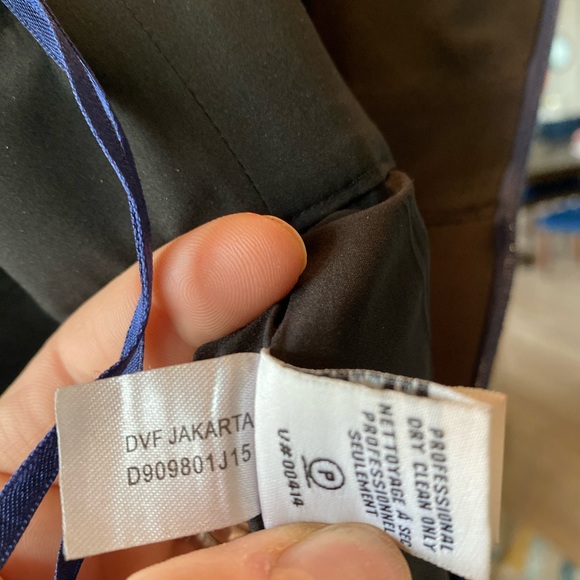 DVF JAKARTA
D909801J15
PROFESSIONAL
DRY CLEAN ONLY
NETTOYAGE À SEC
PROFESSIONNEL
SEULEMENT
P
V#00414